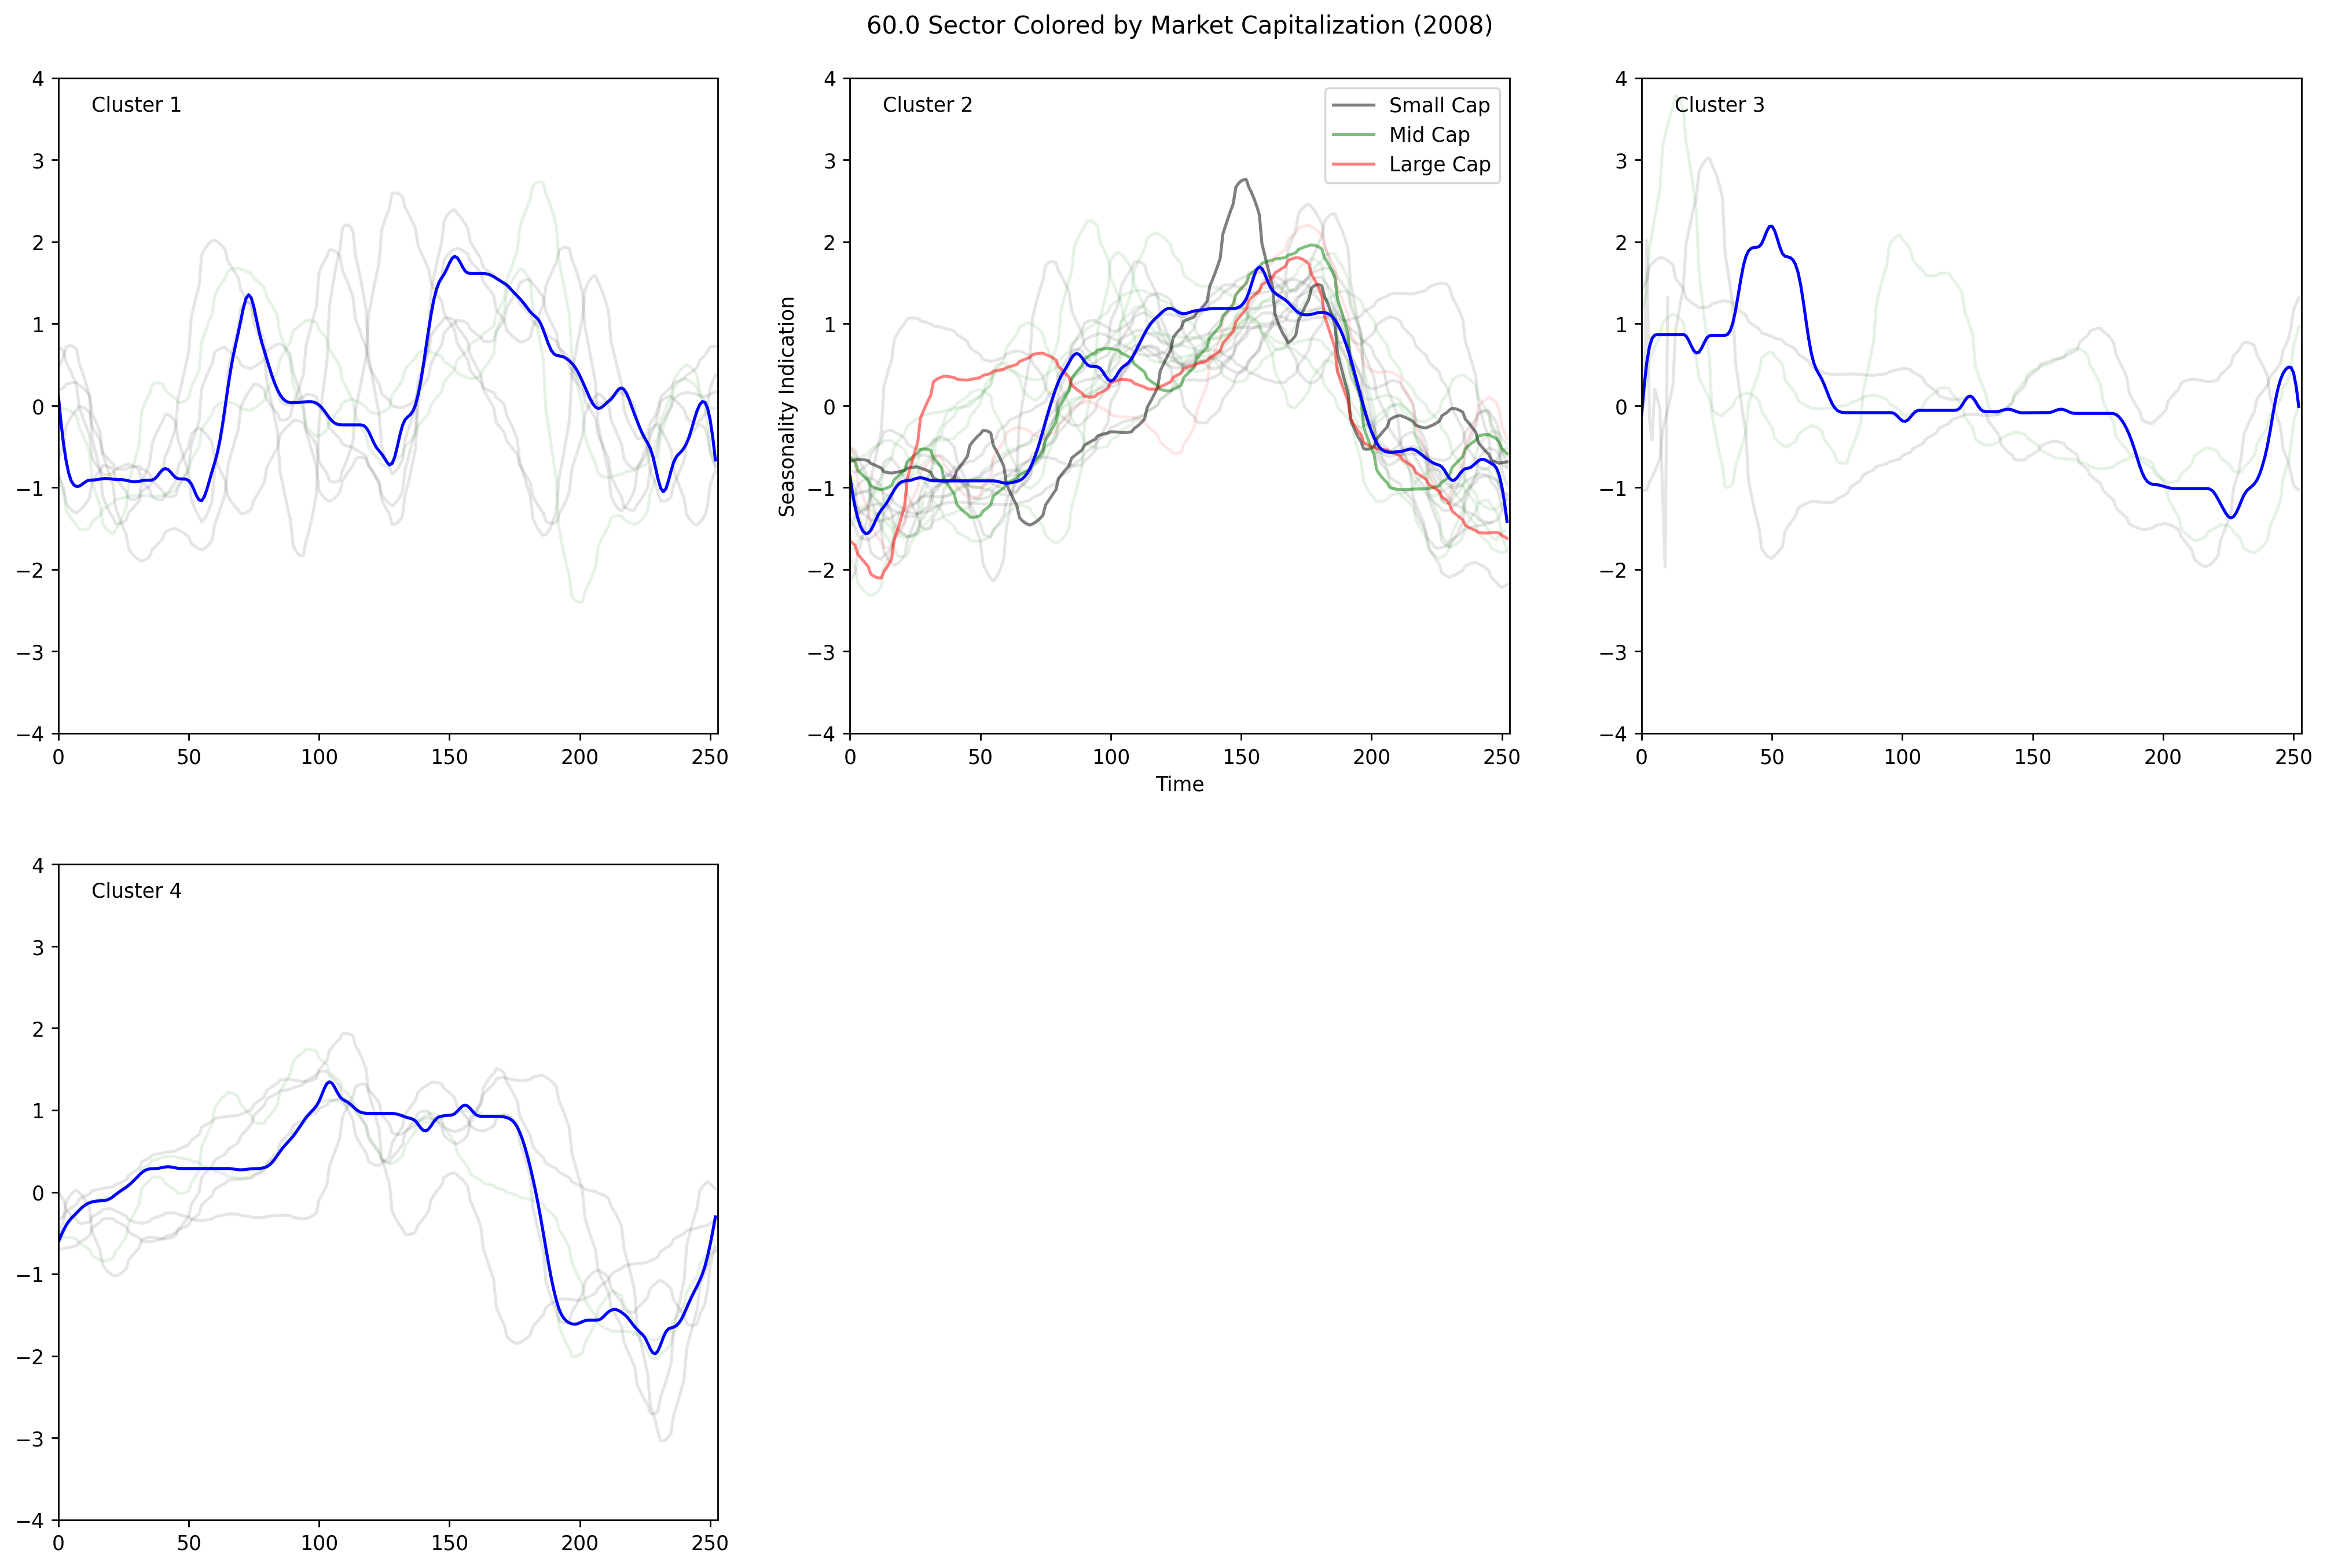 60.0 Sector Colored by Market Capitalization (2008)
Cluster 1
4
3
2
1
0
−1
−2
−3
−4
0 50 100 150 200 250
Cluster 2
Small Cap
Mid Cap
Large Cap
Seasonality Indication
4
3
2
1
0
−1
−2
−3
−4
0 50 100 150 200 250
Time
Cluster 3
4
3
2
1
0
−1
−2
−3
−4
0 50 100 150 200 250
Cluster 4
4
3
2
1
0
−1
−2
−3
−4
0 50 100 150 200 250